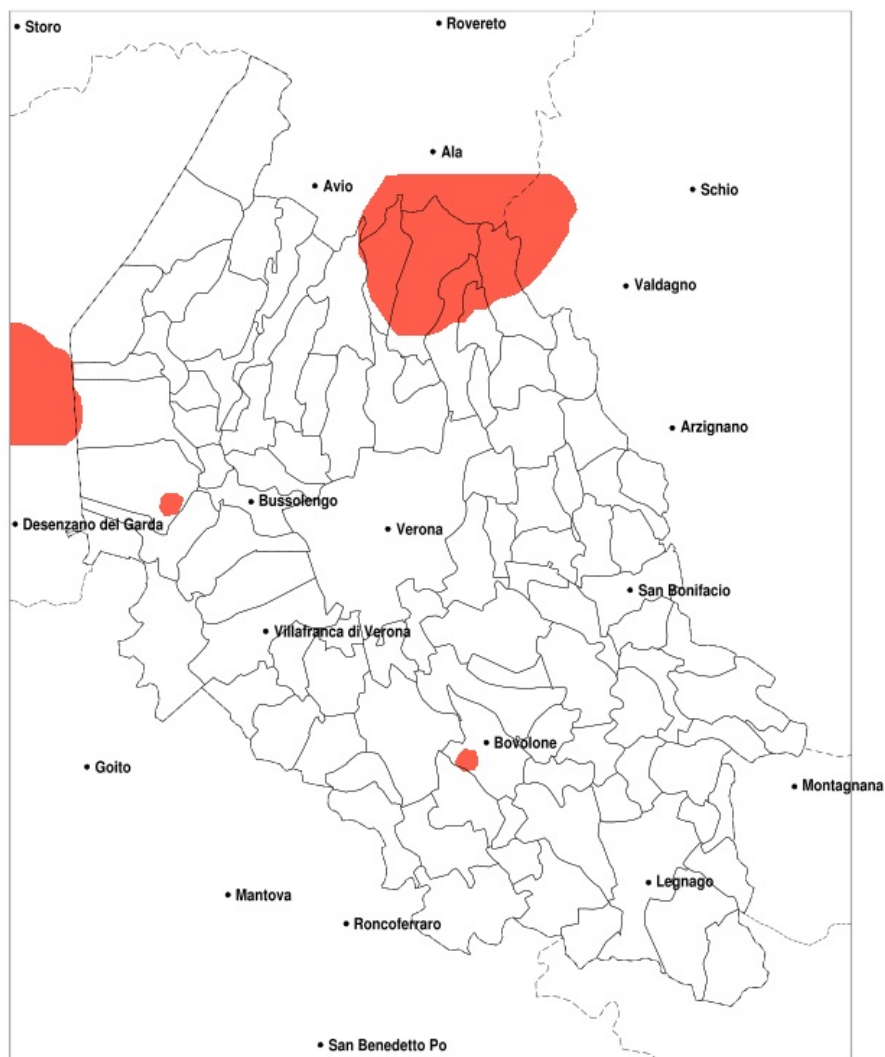 Storo
Rovereto
Ala
Avio
Schio
Valdagno
Arzignano
Bussolengo
Desenzano del Garda
Verona
San Bonifacio
Villafranca di Verona
Bovolone
Goito
Montagnana
Legnago
Mantova
Roncoferraro
San Benedetto Po